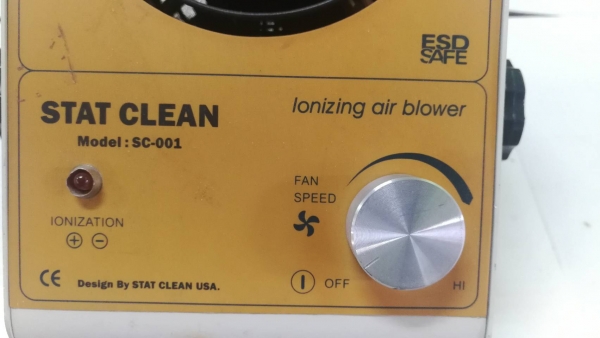 ESD
SAFE
STAT CLEAN
Ionizing air blower
Model : SC-001
FAN
SPEED
IONIZATION
+ −
CE
Design By STAT CLEAN USA.
OFF
HI